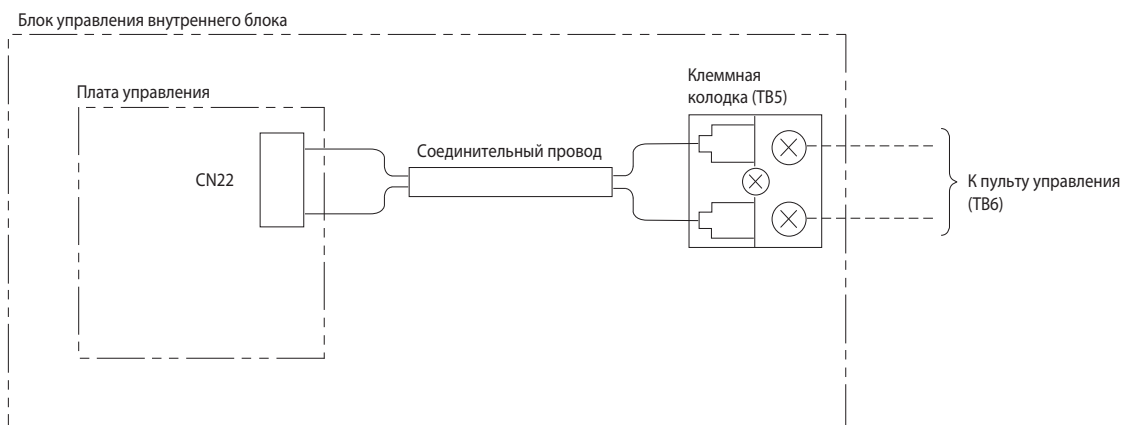 Блок управления внутреннего блока
Плата управления
Клеммная
колодка (TB5)
Соединительный провод
CN22
К пульту управления
(TB6)